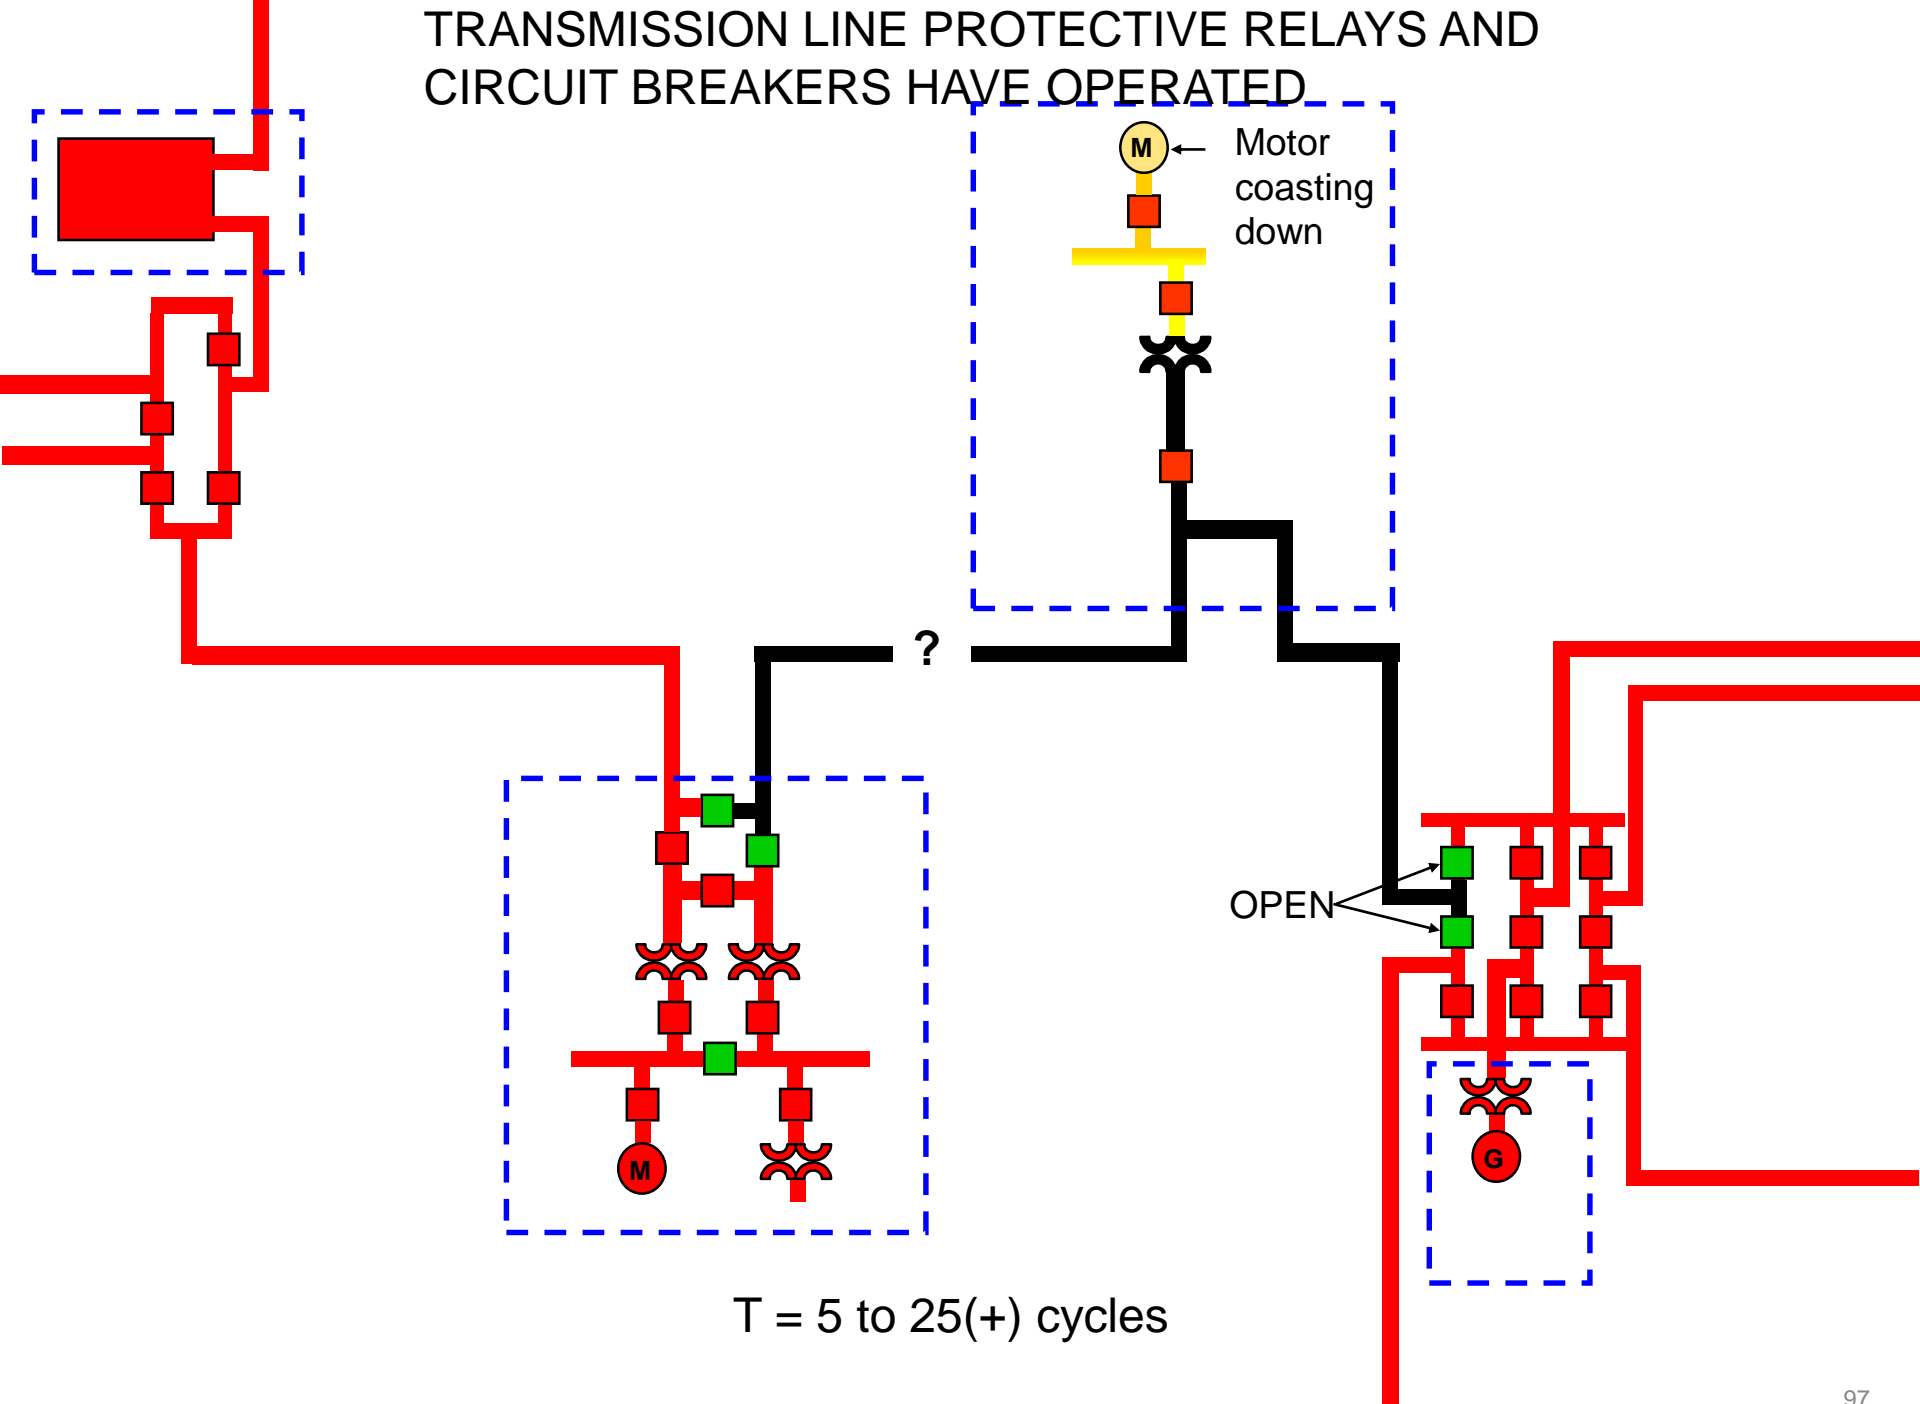 TRANSMISSION LINE PROTECTIVE RELAYS AND
CIRCUIT BREAKERS HAVE OPERATED
M
Motor
coasting
down
?
OPEN
M
G
T = 5 to 25(+) cycles
97